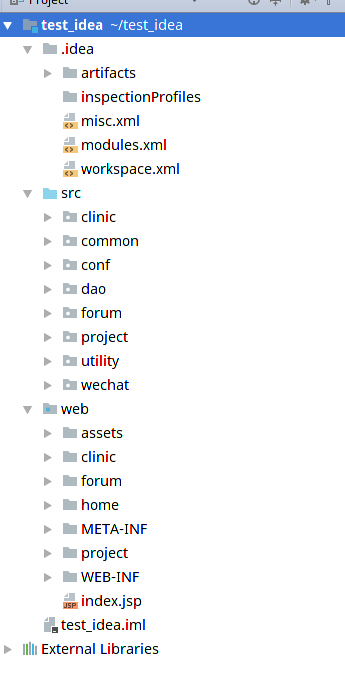 Project
test_idea ~/test_idea
.idea
artifacts
inspectionProfiles
misc.xml
modules.xml
workspace.xml
src
clinic
common
conf
dao
forum
project
utility
wechat
web
assets
clinic
forum
home
META-INF
project
WEB-INF
JSP index.jsp
test_idea.iml
External Libraries